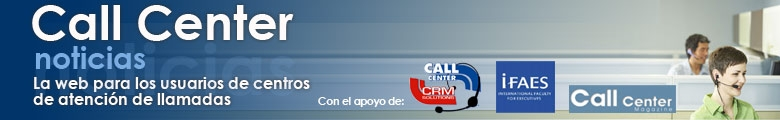 Call Center
noticias
La web para los usuarios de centros
de atención de llamadas
Con el apoyo de:
CALL
CENTER
CRM
SOLUTIONS
iFAES
INTERNATIONAL FACULTY
FOR EXECUTIVES
Call Center
Magazine